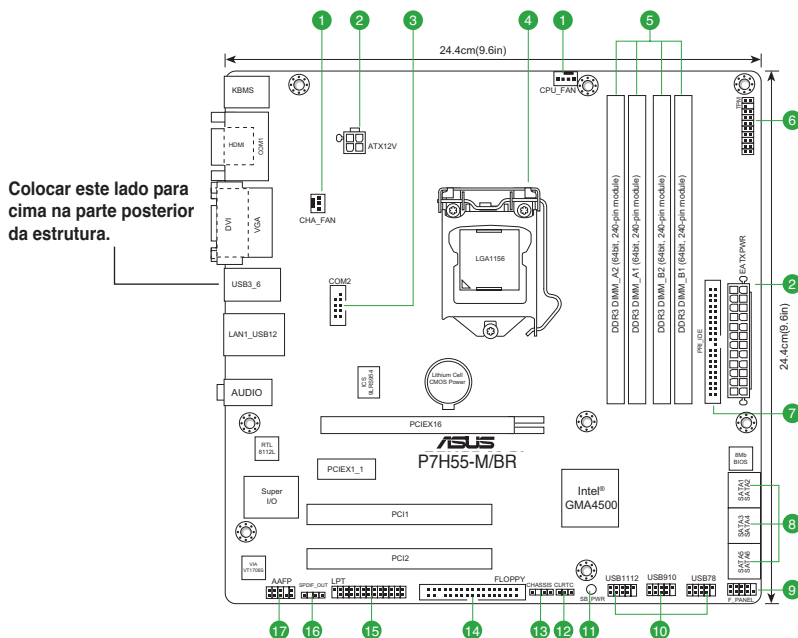 1
2
3
4
1
5
24.4cm(9.6in)
KBMS
CPU_FAN
TPM
6
HDMI
COM1
ATX12V
Colocar este lado para
cima na parte posterior
da estrutura.
DVI
VGA
CHA_FAN
LGA1156
DDR3 DIMM_A2 (64bit, 240-pin module)
DDR3 DIMM_A1 (64bit, 240-pin module)
DDR3 DIMM_B2 (64bit, 240-pin module)
DDR3 DIMM_B1 (64bit, 240-pin module)
EATXPWR
2
USB3_6
COM2
PRI_IDE
24.4cm(9.6in)
LAN1_USB12
ICS
9LRS954
Lithium Cell
CMOS Power
AUDIO
7
PCIEX16
RTL
8112L
ASUS
P7H55-M/BR
8Mb
BIOS
PCIEX1_1
Super
I/O
Intel®
GMA4500
SATA1
SATA2
PCI1
SATA3
SATA4
8
PCI2
SATA5
SATA6
VIA
VT1708S
AAFP
SPDIF_OUT
LPT
FLOPPY
CHASSIS
CLRTC
SB_PWR
USB1112
USB910
USB78
F_PANEL
9
17
16
15
14
13
12
11
10